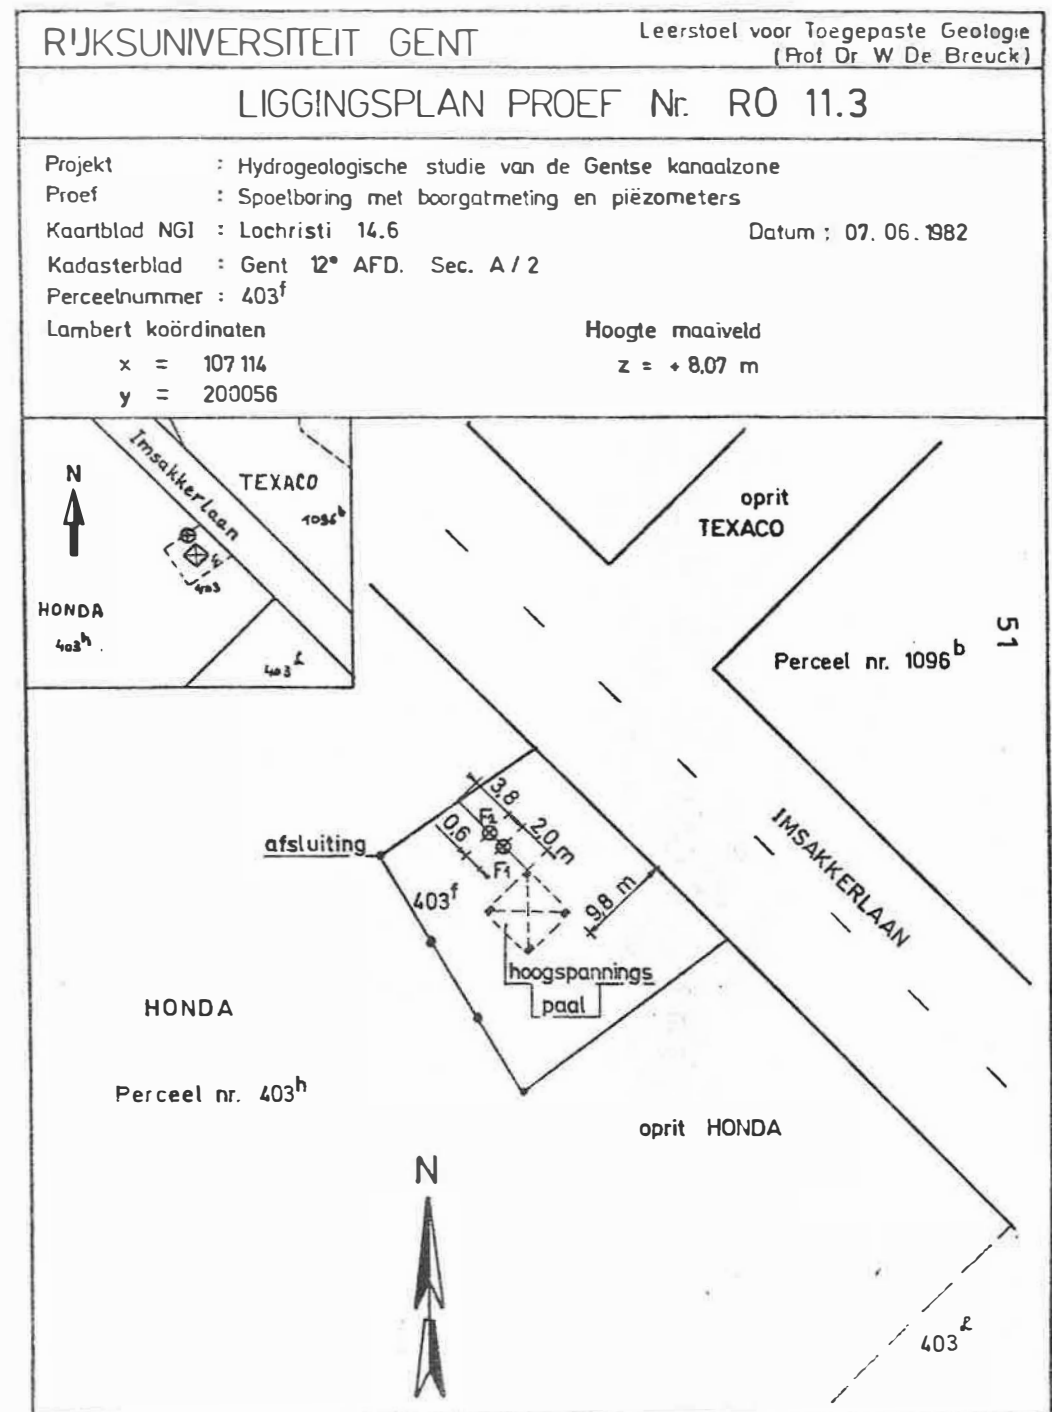 RIJKSUNIVERSITEIT GENT
Leerstoel voor Toegepaste Geologie
(Prof Dr W De Breuck)
LIGGINGSPLAN PROEF Nr. RO 11.3
Projekt : Hydrogeologische studie van de Gentse kanaalzone
Proef : Spoelboring met boorgatmeting en piëzometers
Kaartblad NGI : Lochristi 14.6 Datum : 07.06.1982
Kadasterblad : Gent 12° AFD. Sec. A/2
Perceelnummer : 403f
Lambert koördinaten Hoogte maaiveld
x = 107114 z = +8,07 m
y = 200056
Imsakkerlaan
N
TEXACO
1096b
W
403
HONDA
403h.
403ℓ
oprit
TEXACO
51
Perceel nr. 1096b
IMSAKKERLAAN
3,8
2,0 m
0,6
F2
F1
afsluiting
403f
9,8 m
hoogspannings
paal
HONDA
Perceel nr. 403h
oprit HONDA
N
403ℓ